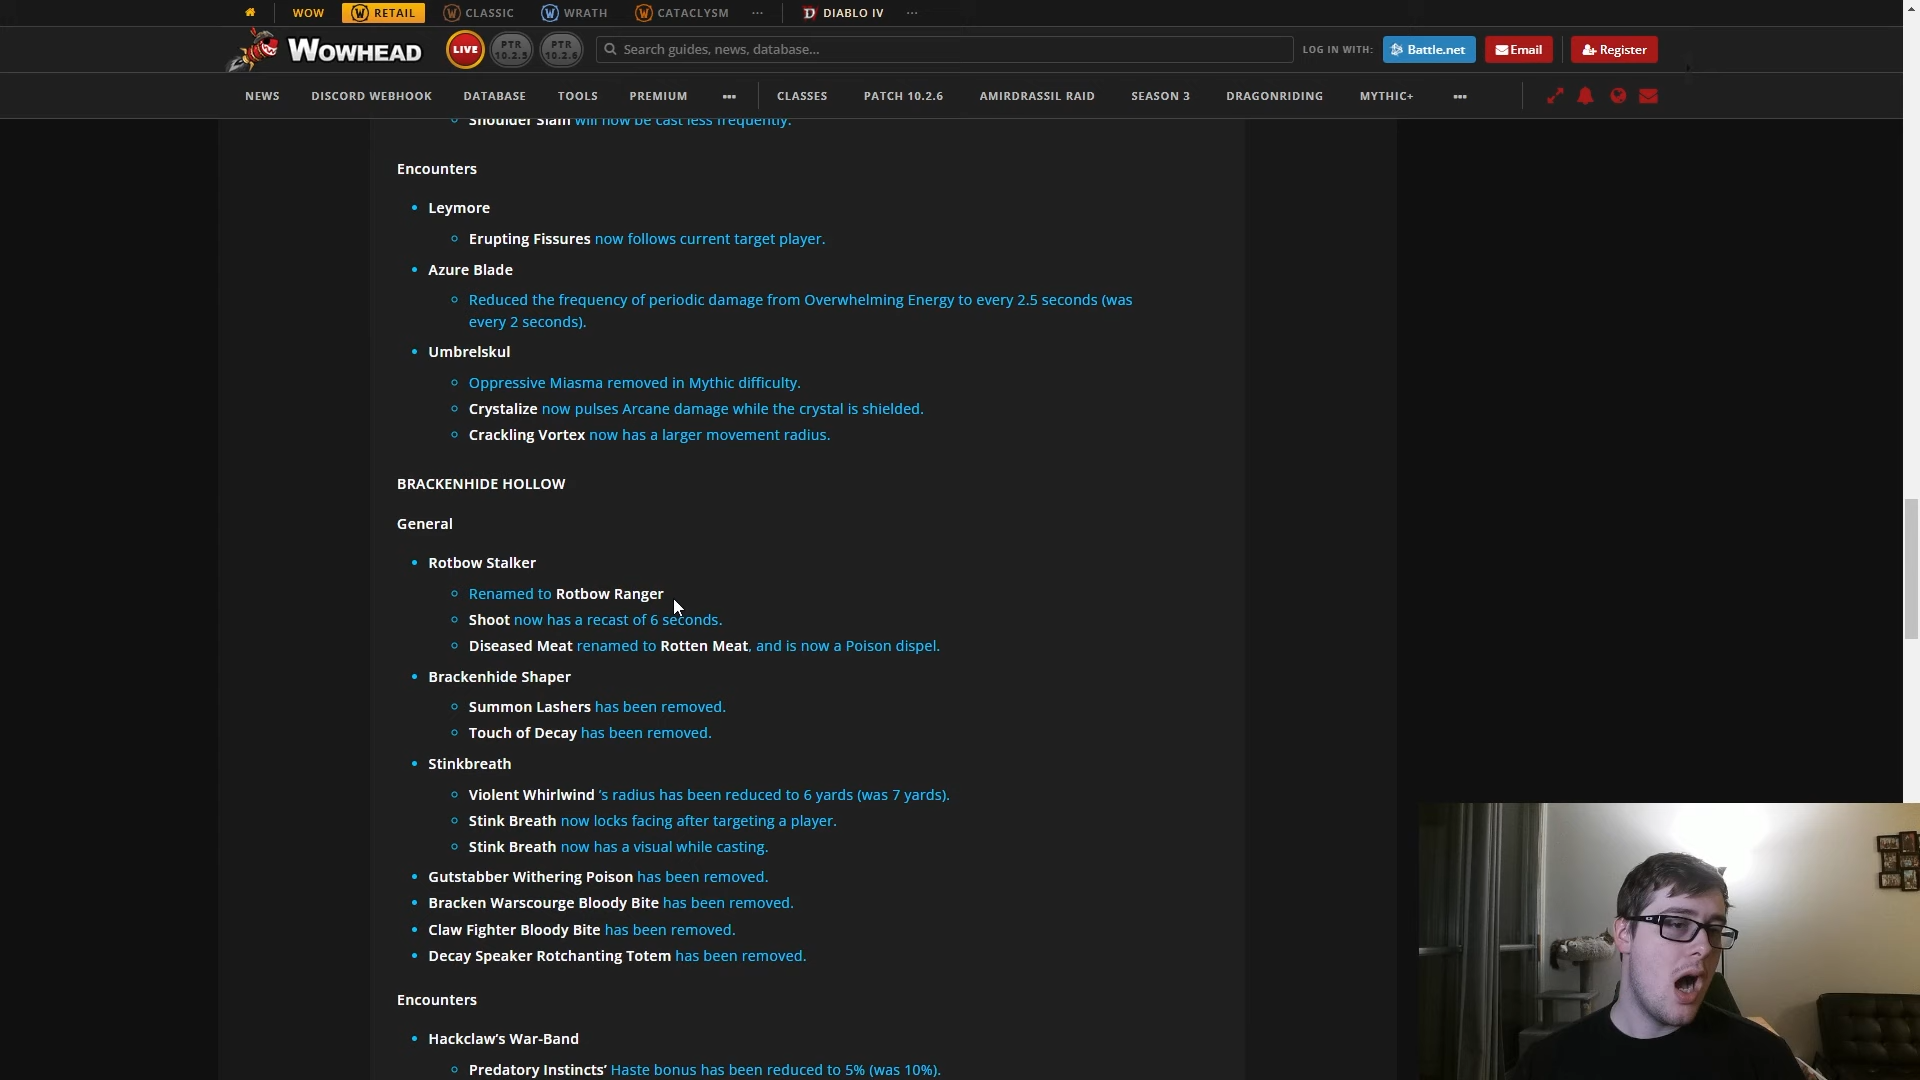 WOW RETAIL CLASSIC WRATH CATACLYSM ... DIABLO IV ...
WOWHEAD LIVE PTR 10.2.5 PTR 10.2.6 Search guides, news, database... LOG IN WITH: Battle.net Email Register
NEWS DISCORD WEBHOOK DATABASE TOOLS PREMIUM ... CLASSES PATCH 10.2.6 AMIRDRASSIL RAID SEASON 3 DRAGONRIDING MYTHIC+ ...
Shoulder Slam will now be cast less frequently.
Encounters
Leymore
Erupting Fissures now follows current target player.
Azure Blade
Reduced the frequency of periodic damage from Overwhelming Energy to every 2.5 seconds (was
every 2 seconds).
Umbrelskul
Oppressive Miasma removed in Mythic difficulty.
Crystalize now pulses Arcane damage while the crystal is shielded.
Crackling Vortex now has a larger movement radius.
BRACKENHIDE HOLLOW
General
Rotbow Stalker
Renamed to Rotbow Ranger
Shoot now has a recast of 6 seconds.
Diseased Meat renamed to Rotten Meat, and is now a Poison dispel.
Brackenhide Shaper
Summon Lashers has been removed.
Touch of Decay has been removed.
Stinkbreath
Violent Whirlwind 's radius has been reduced to 6 yards (was 7 yards).
Stink Breath now locks facing after targeting a player.
Stink Breath now has a visual while casting.
Gutstabber Withering Poison has been removed.
Bracken Warscourge Bloody Bite has been removed.
Claw Fighter Bloody Bite has been removed.
Decay Speaker Rotchanting Totem has been removed.
Encounters
Hackclaw's War-Band
Predatory Instincts' Haste bonus has been reduced to 5% (was 10%).